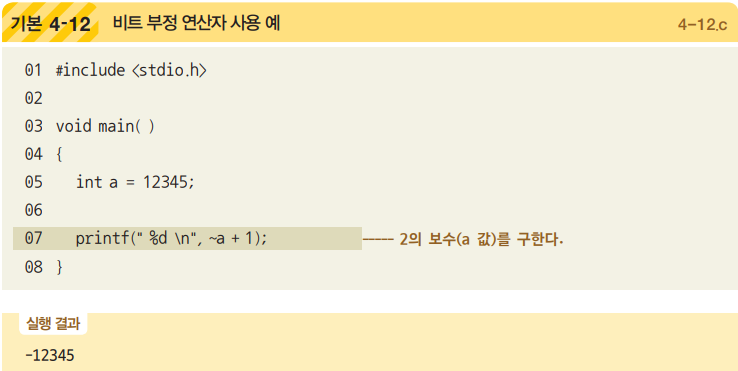 기본 4-12 비트 부정 연산자 사용 예 4-12.c
01 #include <stdio.h>
02
03 void main( )
04 {
05 int a = 12345;
06
07 printf(" %d \n", ~a + 1); 2의 보수(a 값)를 구한다.
08 }
실행 결과
-12345